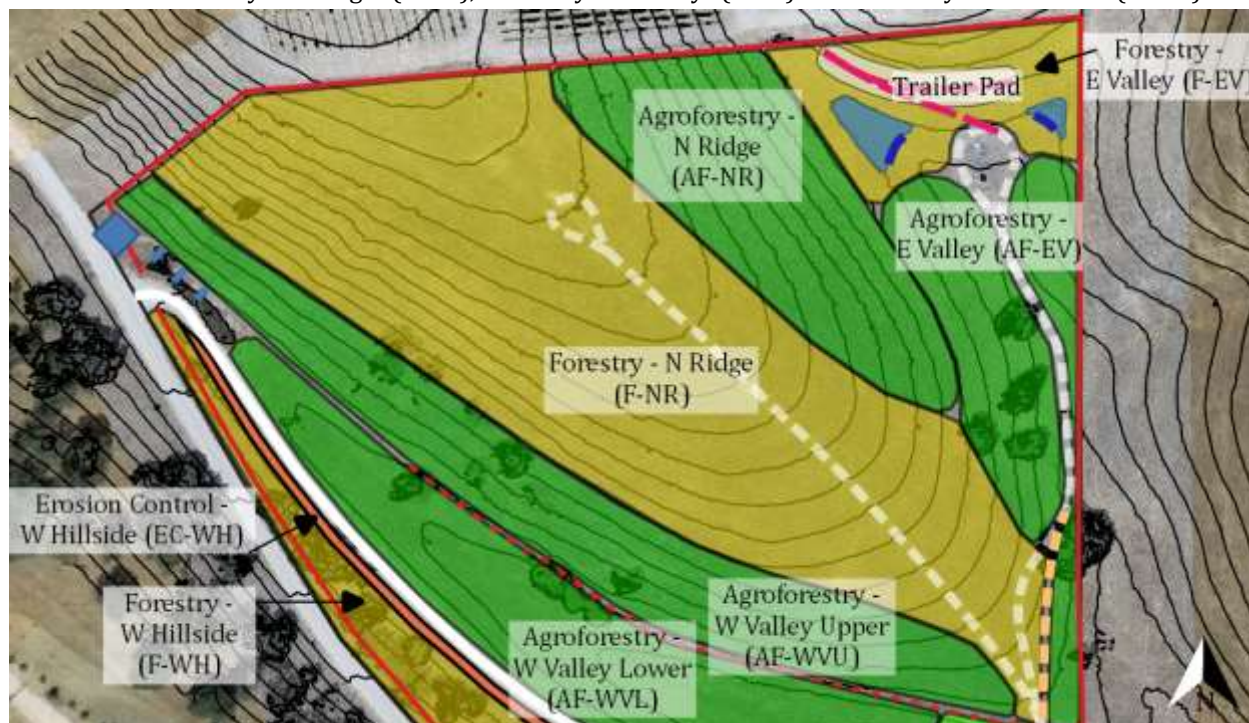 Forestry -
E Valley (F-EV)
Trailer Pad
Agroforestry -
N Ridge
(AF-NR)
Agroforestry -
E Valley (AF-EV)
Forestry - N Ridge
(F-NR)
Erosion Control -
W Hillside (EC-WH)
Forestry -
W Hillside
(F-WH)
Agroforestry -
W Valley Upper
(AF-WVU)
Agroforestry -
W Valley Lower
(AF-WVL)
N